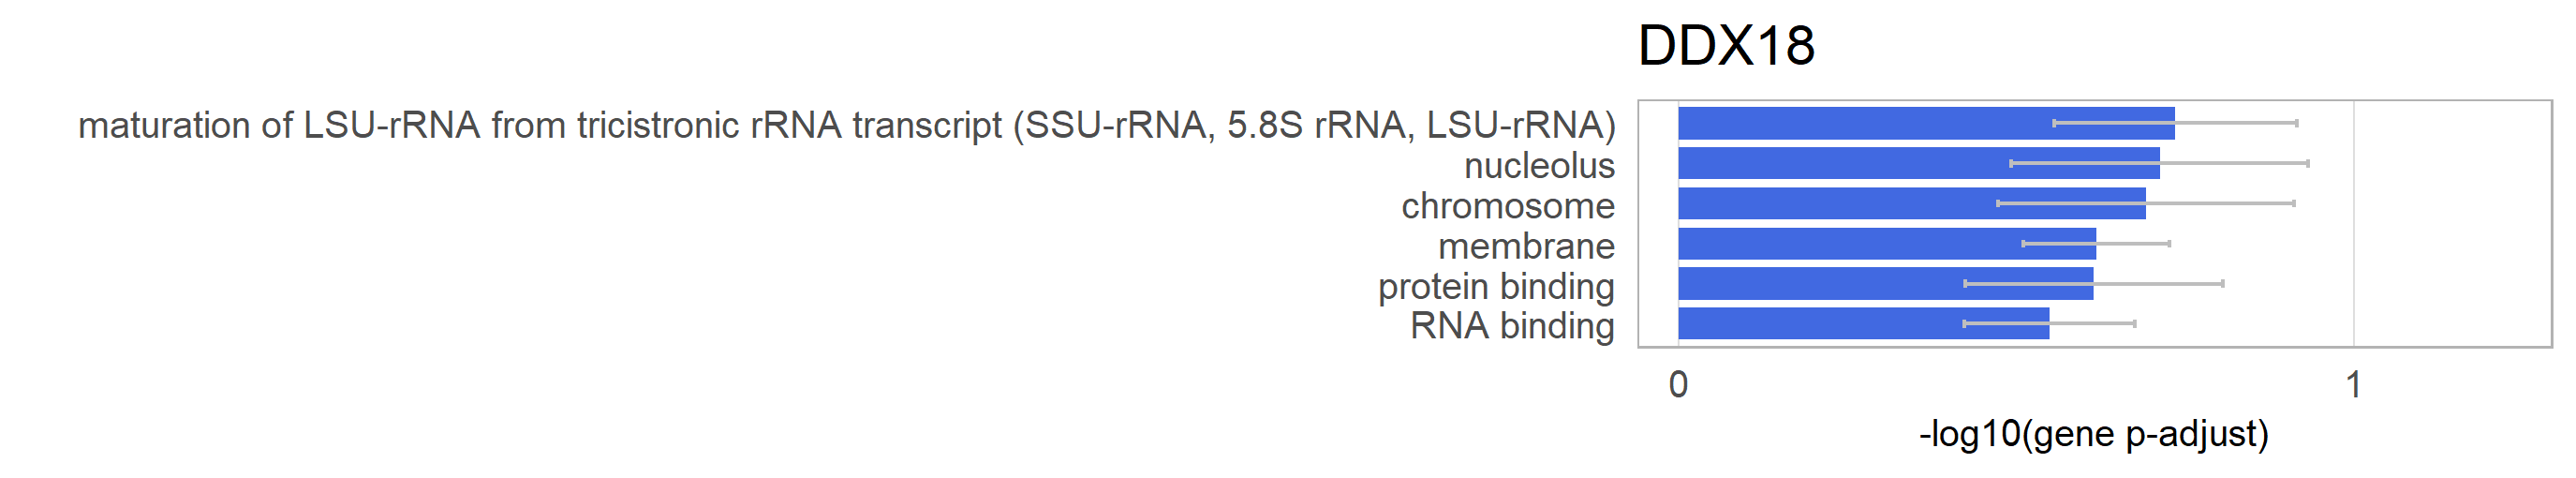 DDX18
maturation of LSU-rRNA from tricistronic rRNA transcript (SSU-rRNA, 5.8S rRNA, LSU-rRNA)
nucleolus
chromosome
membrane
protein binding
RNA binding
0 1
-log10(gene p-adjust)